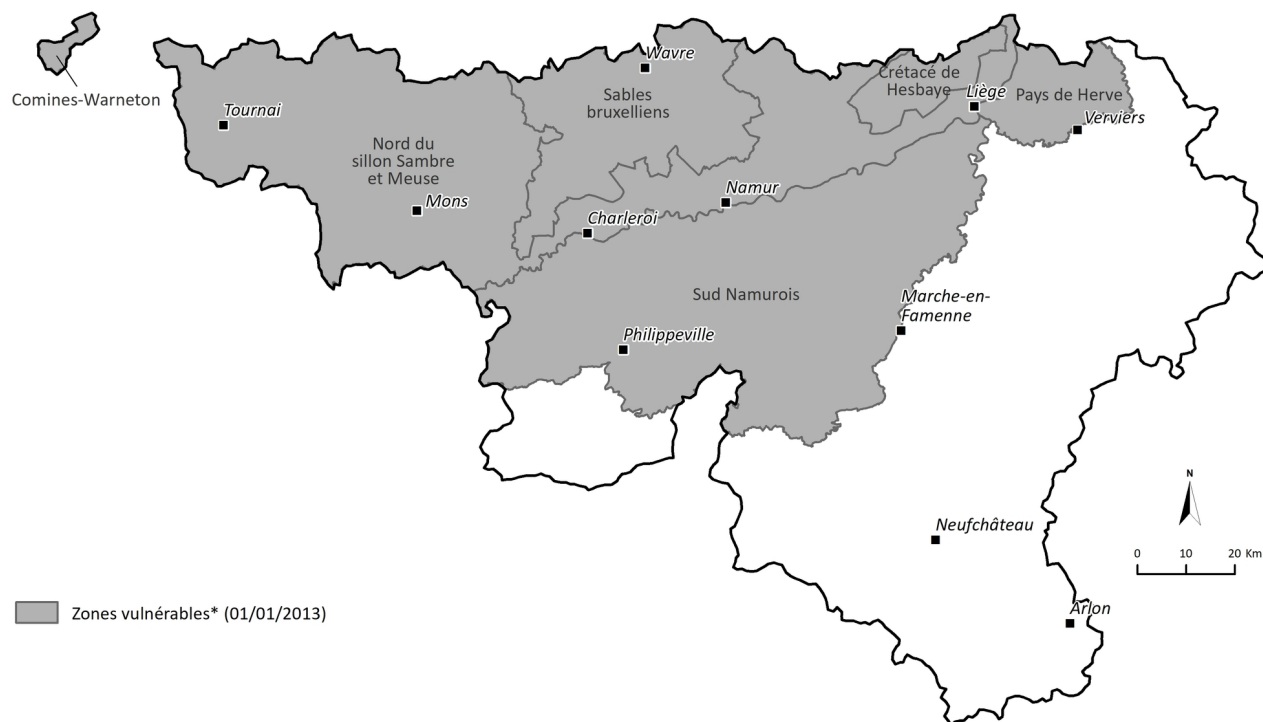 Comines-Warneton
Tournai
Nord du
sillon Sambre
et Meuse
Mons
Wavre
Sables
bruxelliens
Charleroi
Namur
Crétacé de
Hesbaye
Liège
Pays de Herve
Verviers
Sud Namurois
Philippeville
Marche-en-
Famenne
Neufchâteau
Arlon
N
0 10 20 Km
Zones vulnérables* (01/01/2013)